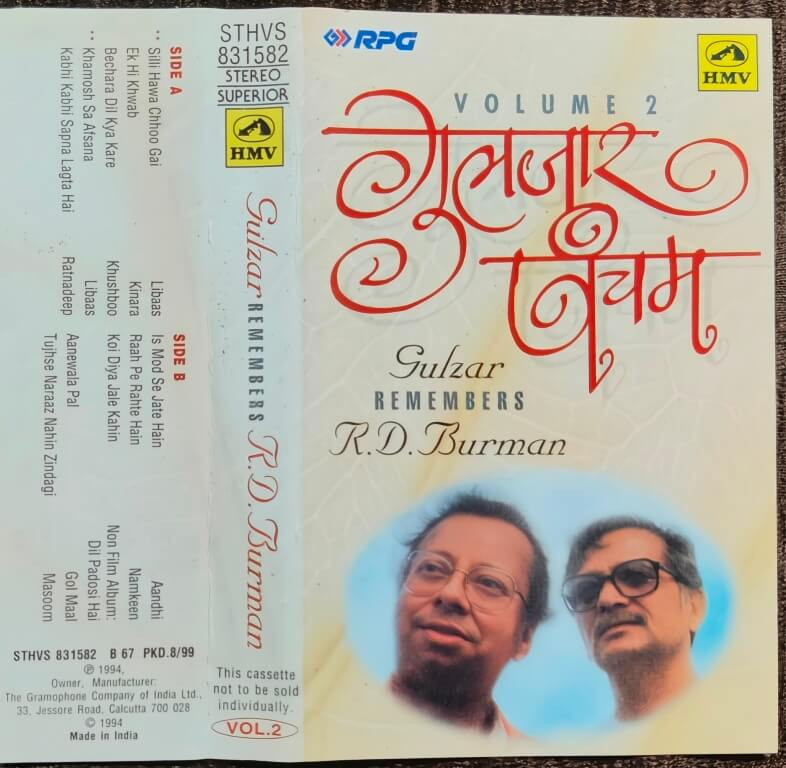 SIDE A
** Silli Hawa Chhoo Gai Libaas
Ek Hi Khwab Kinara
Bechara Dil Kya Kare Khushboo
** Khamosh Sa Afsana Libaas
Kabhi Kabhi Sapna Lagta Hai Ratnadeep
SIDE B
Is Mod Se Jate Hain Aandhi
Raah Pe Rahte Hain Namkeen
Koi Diya Jale Kahin Non Film Album:
Dil Padosi Hai
Aanewala Pal Gol Maal
Tujhse Naraaz Nahin Zindagi Masoom
STHVS 831582 B 67 PKD.8/99
℗ 1994,
Owner, Manufacturer:
The Gramophone Company of India Ltd.,
33, Jessore Road, Calcutta 700 028
© 1994
Made in India
STHVS
831582
STEREO
SUPERIOR
HMV
Gulzar REMEMBERS R.D.Burman
This cassette
not to be sold
individually.
VOL.2
RPG
HMV
VOLUME 2
गुलज़ार
पंचम
Gulzar
REMEMBERS
R.D.Burman